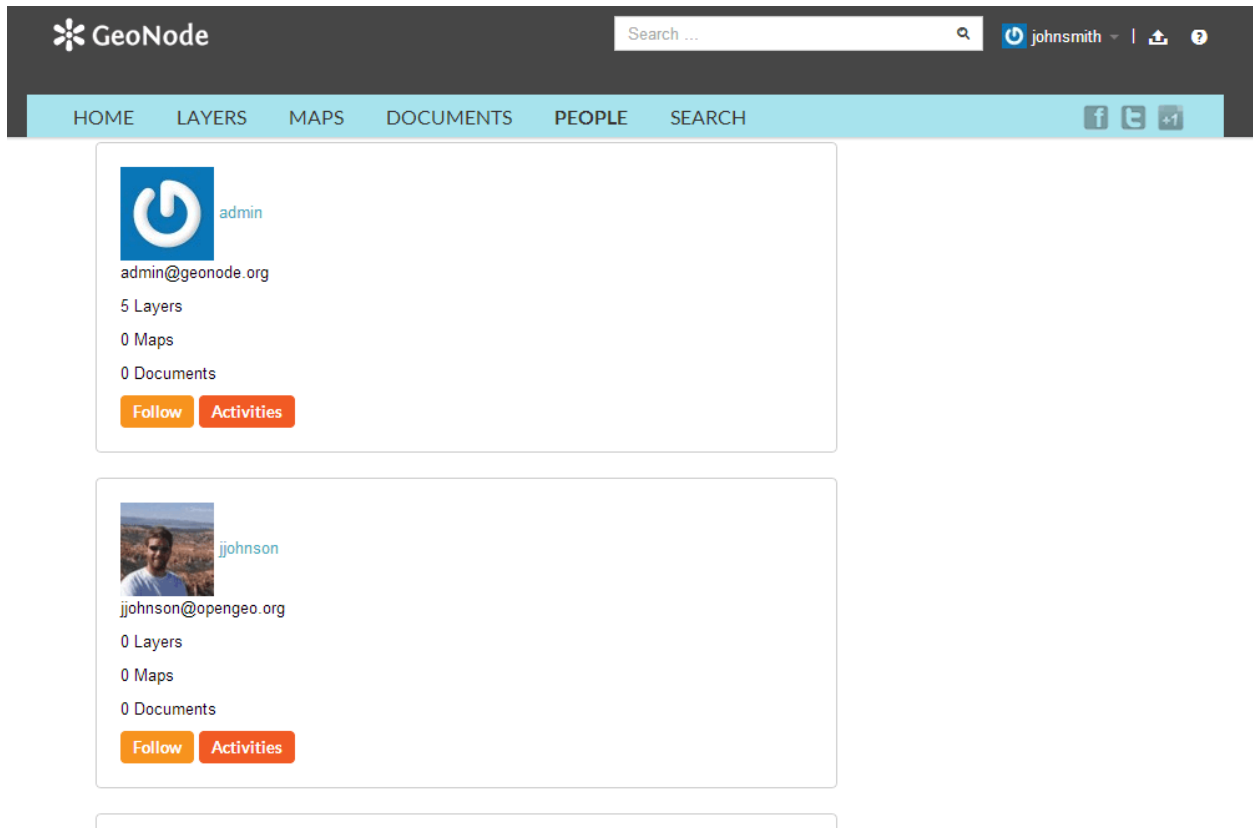 GeoNode
Search ...
johnsmith
HOME LAYERS MAPS DOCUMENTS PEOPLE SEARCH
f t +1
admin
admin@geonode.org
5 Layers
0 Maps
0 Documents
Follow Activities
jjohnson
jjohnson@opengeo.org
0 Layers
0 Maps
0 Documents
Follow Activities